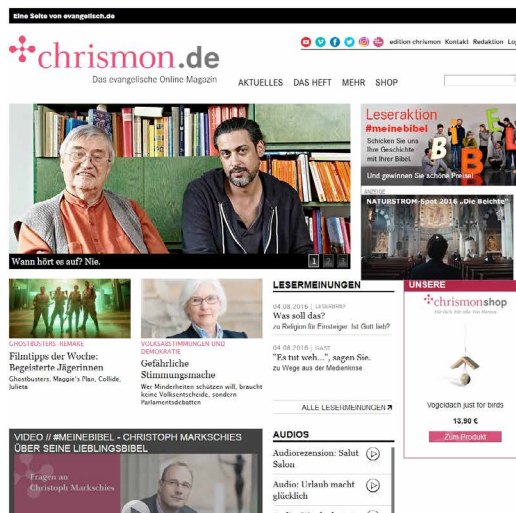 Eine Seite von evangelisch.de
chrismon.de
Das evangelische Online-Magazin
edition chrismon Kontakt Redaktion
AKTUELLES DAS HEFT MEHR SHOP
Leseraktion
#meinebibel
Schicken Sie uns
Ihre Geschichte
mit Ihrer Bibel.
Und gewinnen Sie schöne Preise!
BIBEL
ANZEIGE
NATURSTROM-Spot 2016 „Die Beichte"
Wann hört es auf? Nie.
1
GHOSTBUSTERS-REMAKE
Filmtipps der Woche:
Begeisterte Jägerinnen
Ghostbusters, Maggie's Plan, Collide,
Julieta
VOLKSABSTIMMUNGEN UND
DEMOKRATIE
Gefährliche
Stimmungsmache
Wer Minderheiten schützen will, braucht
keine Volksentscheide, sondern
Parlamentsdebatten
LESERMEINUNGEN
04.08.2016 | LESERBRIEF
Was soll das?
zu Religion für Einsteiger: Ist Gott lieb?
04.08.2016 | GAST
"Es tut weh...", sagen Sie.
zu Wege aus der Medienkrise
ALLE LESERMEINUNGEN
UNSERE
chrismonshop
Vögeldach just for birds
13,90 €
Zum Produkt
VIDEO // #MEINEBIBEL - CHRISTOPH MARKSCHIES
ÜBER SEINE LIEBLINGSBIBEL
Fragen an
Christoph Markschies
AUDIOS
Audiorezension: Salut
Salon
Audio: Urlaub macht
glücklich